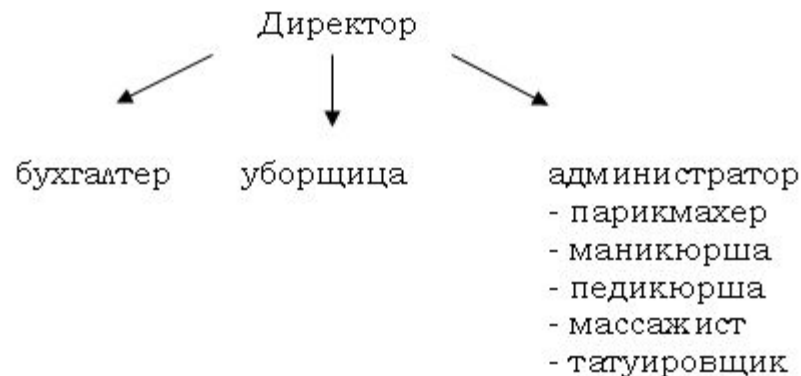 Директор
бухгалтер уборщица администратор
- парикмахер
- маникюрша
- педикюрша
- массажист
- татуировщик